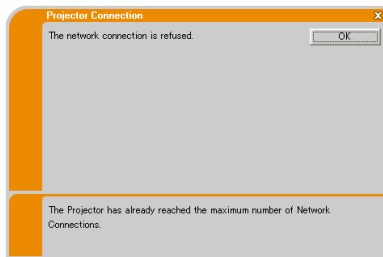 Projector Connection
The network connection is refused.
OK
The Projector has already reached the maximum number of Network
Connections.